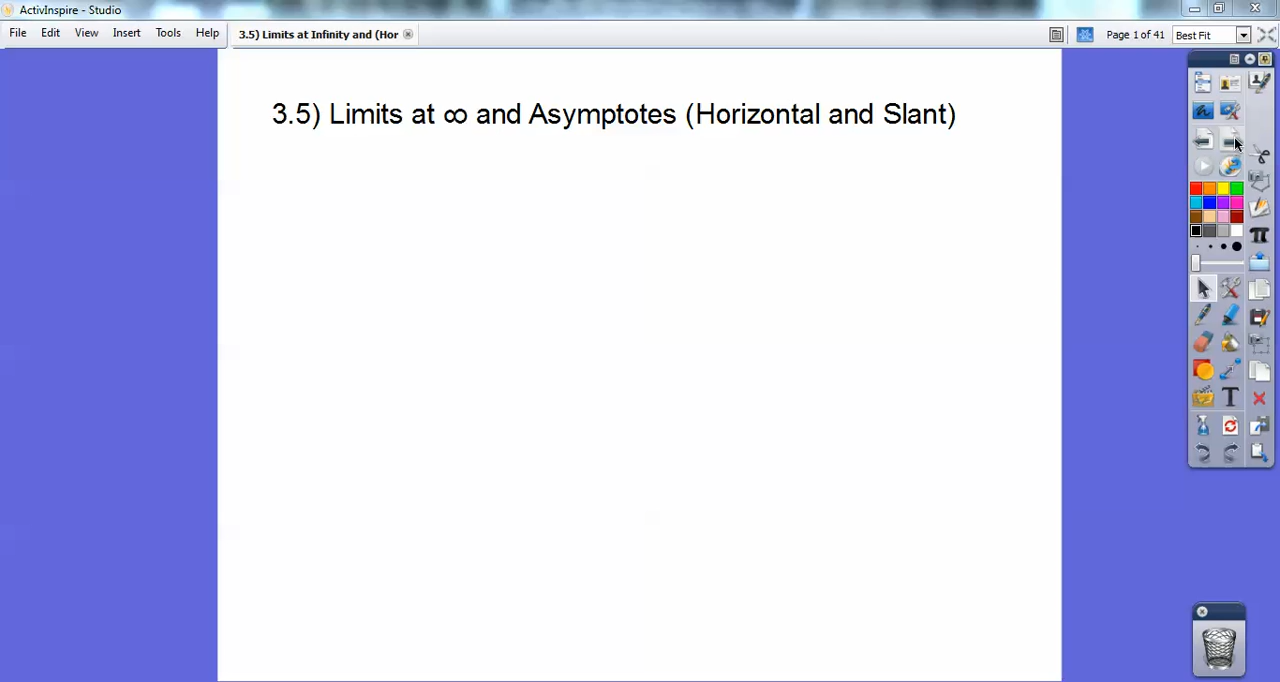 ActivInspire - Studio
File Edit View Insert Tools Help
3.5) Limits at Infinity and (Hor
Page 1 of 41
Best Fit
3.5) Limits at ∞ and Asymptotes (Horizontal and Slant)